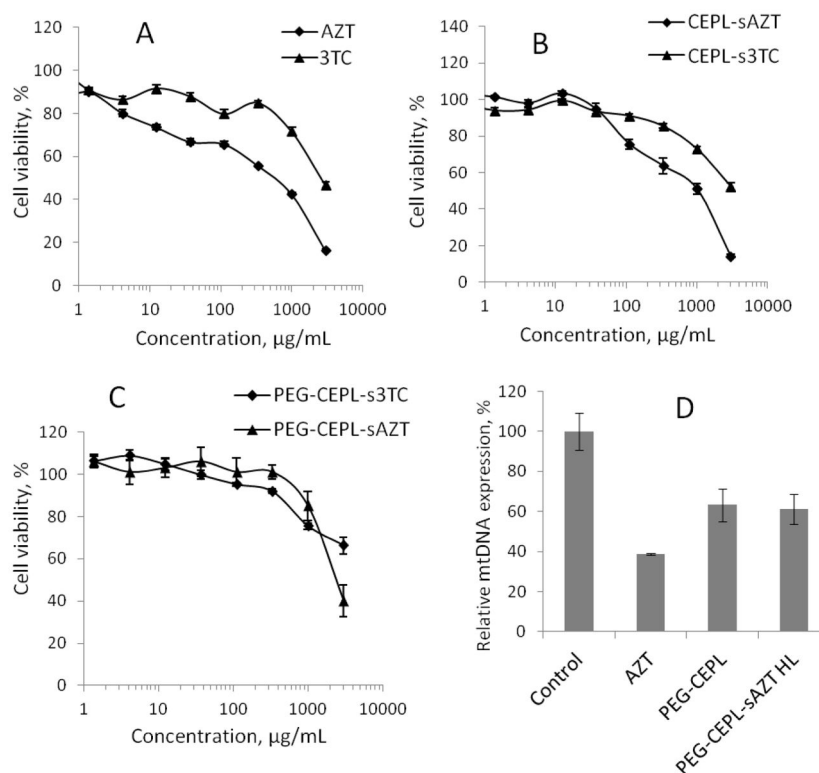 A
AZT
3TC
120
100
80
60
40
20
0
Cell viability, %
1 10 100 1000 10000
Concentration, µg/mL
B
CEPL-sAZT
CEPL-s3TC
140
120
100
80
60
40
20
0
Cell viability, %
1 10 100 1000 10000
Concentration, µg/mL
C
PEG-CEPL-s3TC
PEG-CEPL-sAZT
120
100
80
60
40
20
0
Cell viability, %
1 10 100 1000 10000
Concentration, µg/mL
D
120
100
80
60
40
20
0
Relative mtDNA expression, %
Control
AZT
PEG-CEPL
PEG-CEPL-sAZT HL